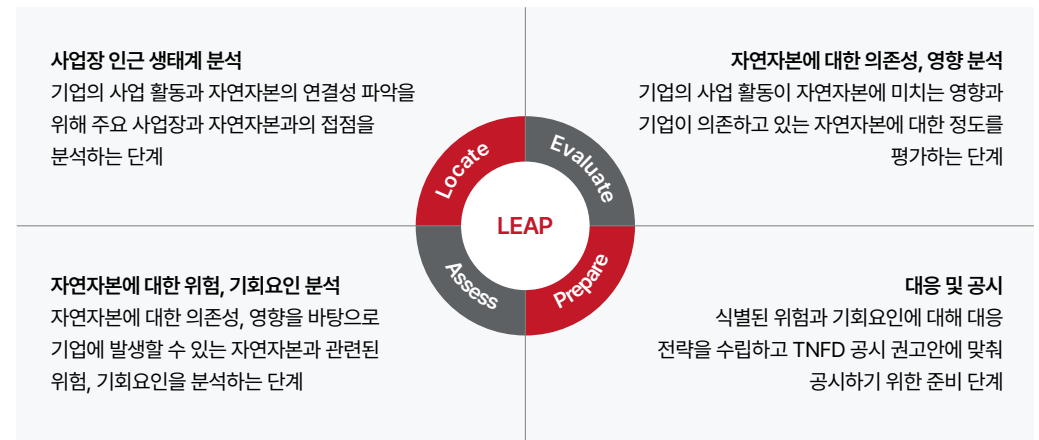 사업장 인근 생태계 분석
기업의 사업 활동과 자연자본의 연결성 파악을
위해 주요 사업장과 자연자본과의 접점을
분석하는 단계
자연자본에 대한 의존성, 영향 분석
기업의 사업 활동이 자연자본에 미치는 영향과
기업이 의존하고 있는 자연자본에 대한 정도를
평가하는 단계
Locate
Evaluate
LEAP
Assess
Prepare
자연자본에 대한 위험, 기회요인 분석
자연자본에 대한 의존성, 영향을 바탕으로
기업에 발생할 수 있는 자연자본과 관련된
위험, 기회요인을 분석하는 단계
대응 및 공시
식별된 위험과 기회요인에 대해 대응
전략을 수립하고 TNFD 공시 권고안에 맞춰
공시하기 위한 준비 단계